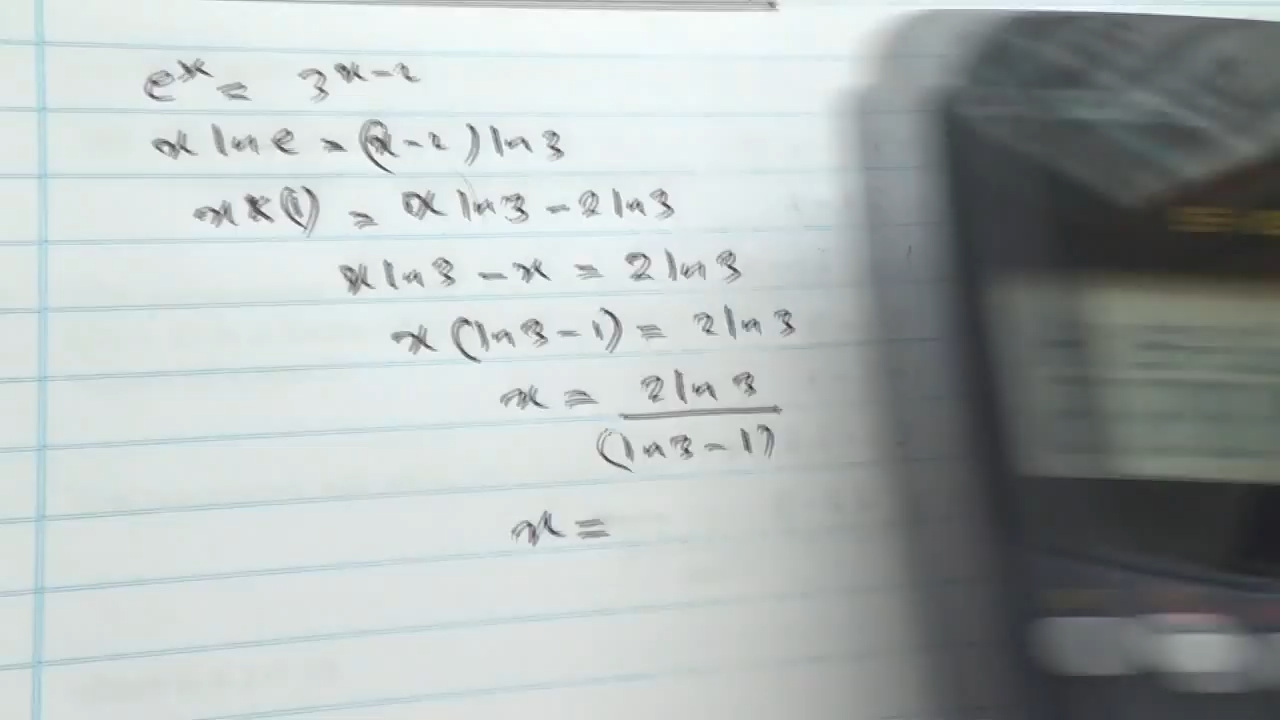 e^x = 3^{x-2}
x ln e = (x-2) ln 3
x × (1) = x ln 3 - 2 ln 3
x ln 3 - x = 2 ln 3
x (ln 3 - 1) = 2 ln 3
x = \frac{2 ln 3}{(ln 3 - 1)}
x =